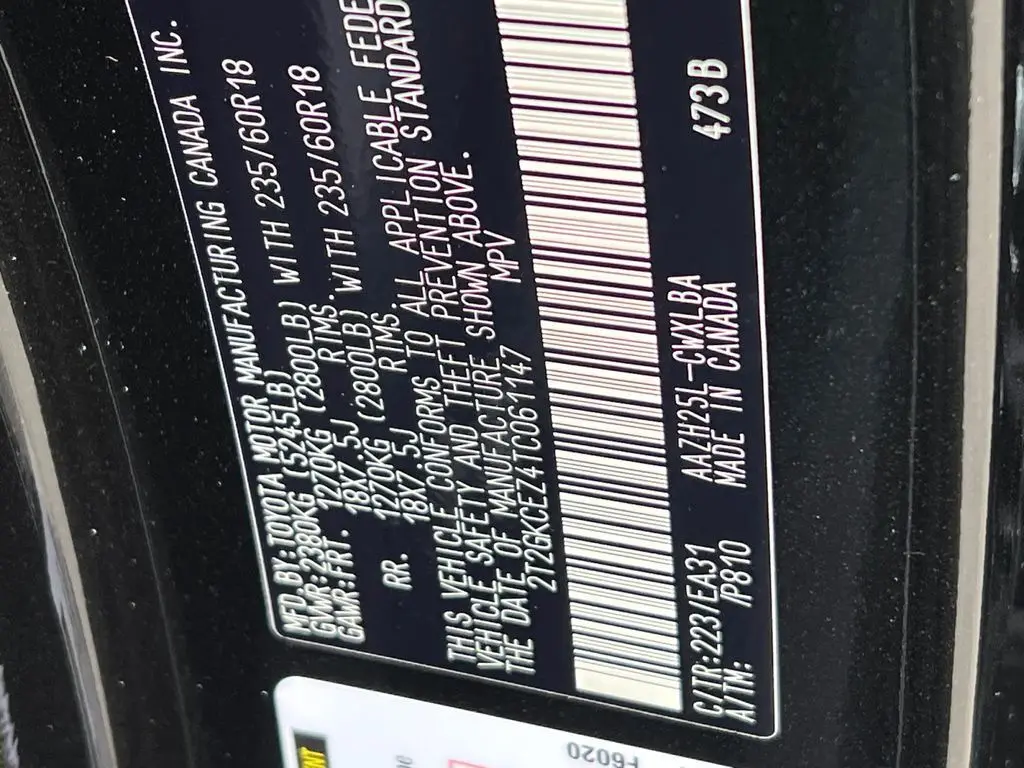 MFD.BY:TOYOTA MOTOR MANUFACTURING CANADA INC.
GVWR:2380KG (5245LB)
GAWR:FRT. 1270KG (2800LB) WITH 235/60R18
18X7.5J RIMS.
RR. 1270KG (2800LB) WITH 235/60R18
18X7.5J RIMS.
THIS VEHICLE CONFORMS TO ALL APPLICABLE FEDE
VEHICLE SAFETY AND THEFT PREVENTION STANDARD
THE DATE OF MANUFACTURE SHOWN ABOVE.
2T2GKCEZ4TC061147 MPV
C/TR:223/EA31 AAZH25L-CWXLBA 473B
A/TM: /P810 MADE IN CANADA
F6020